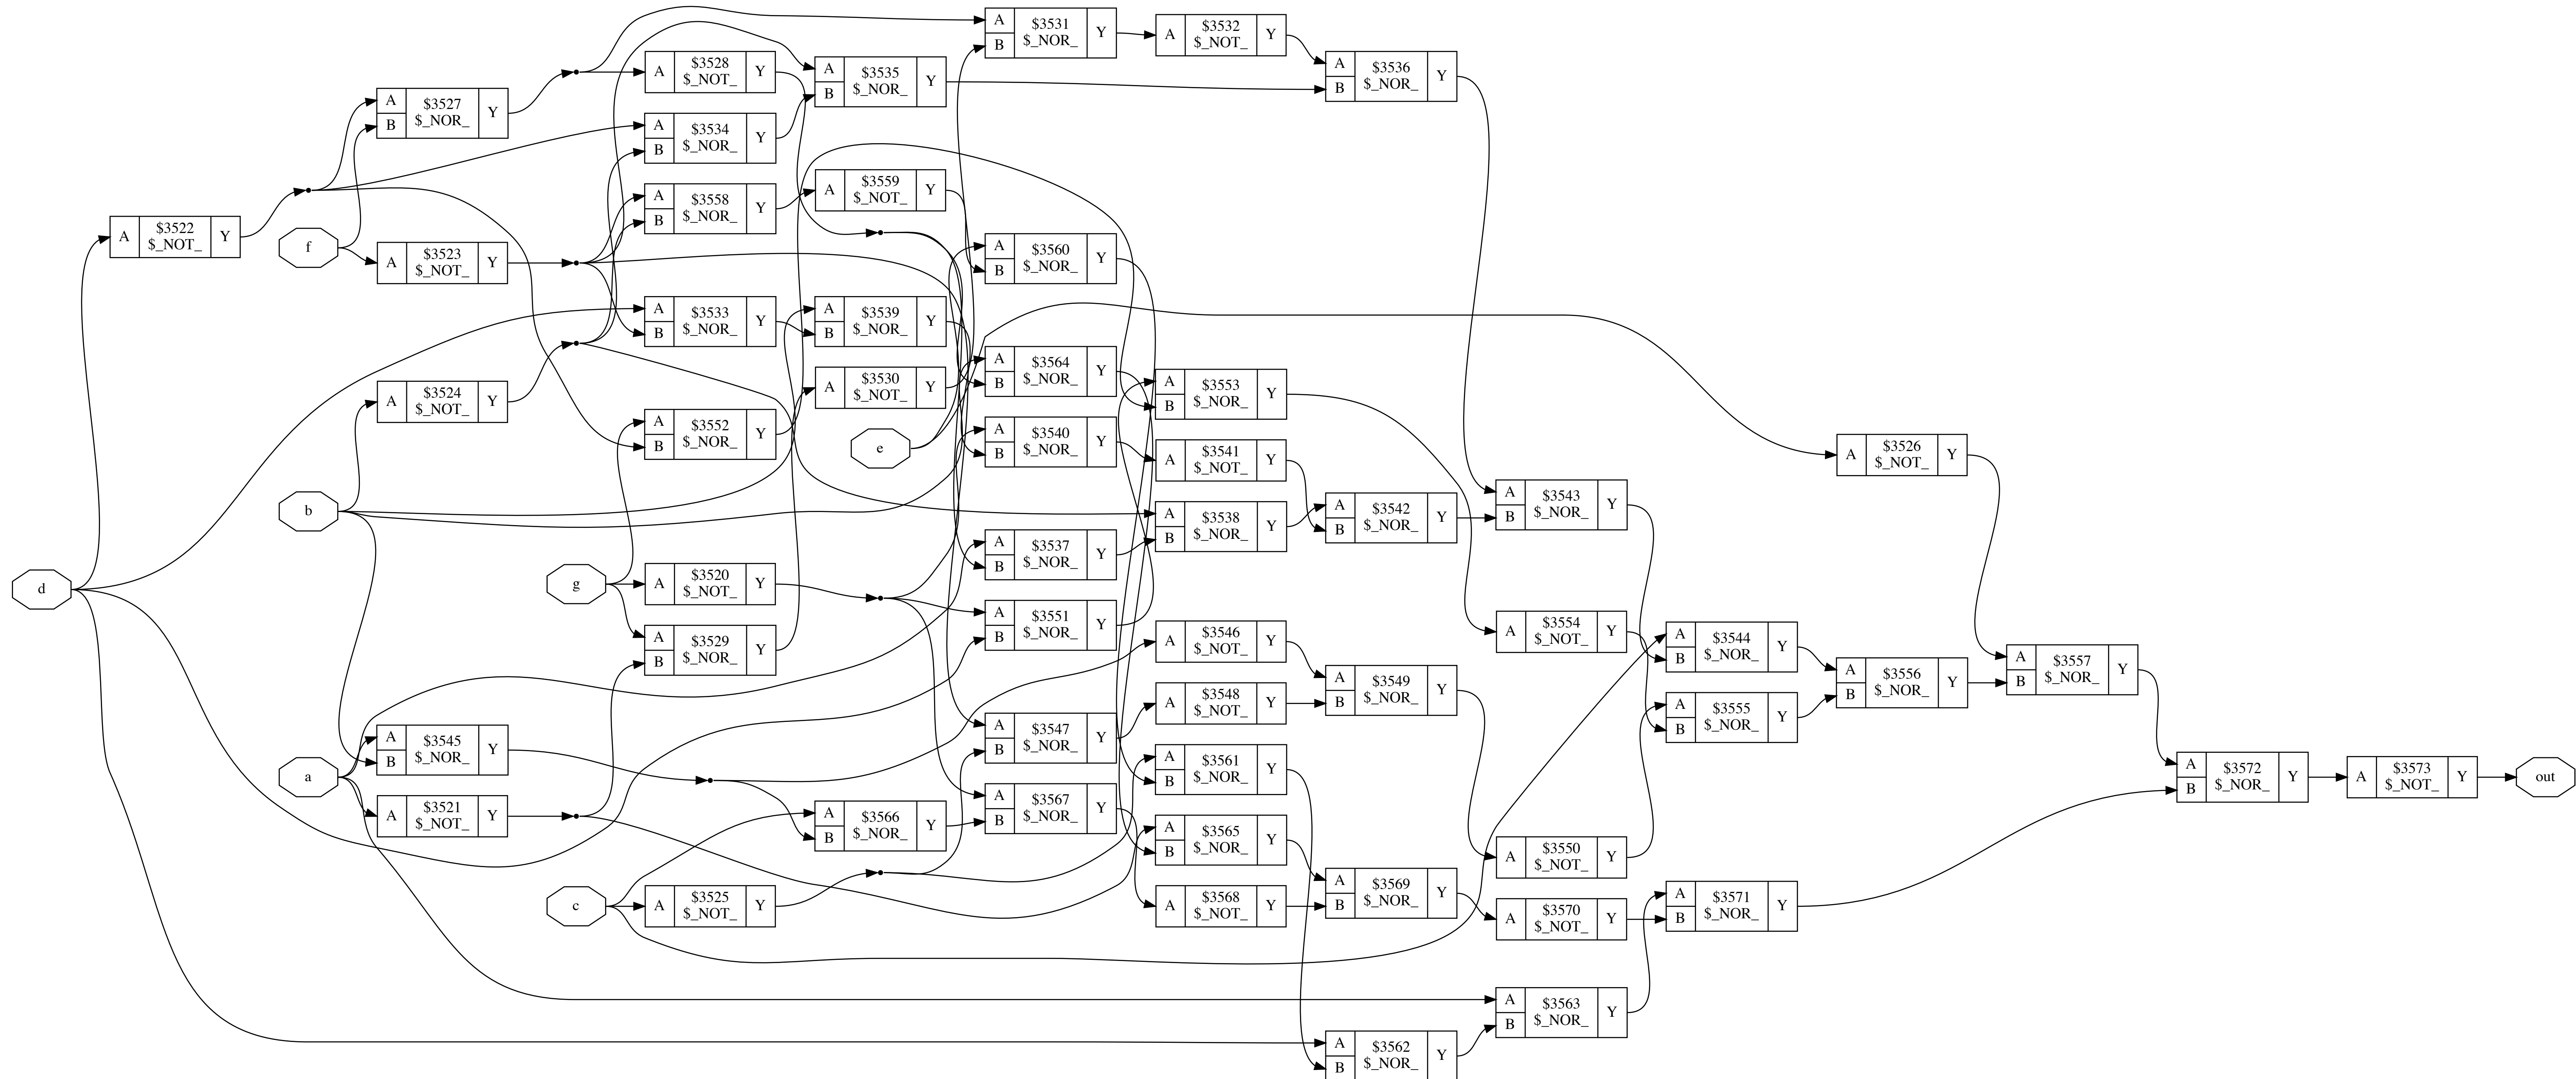 A
B
$3531
$_NOR_
Y
A
$3532
$_NOT_
Y
A
B
$3536
$_NOR_
Y
A
$3528
$_NOT_
Y
A
B
$3535
$_NOR_
Y
A
B
$3527
$_NOR_
Y
A
B
$3534
$_NOR_
Y
A
B
$3558
$_NOR_
Y
A
$3559
$_NOT_
Y
A
$3522
$_NOT_
Y
f
A
$3523
$_NOT_
Y
A
B
$3560
$_NOR_
Y
A
B
$3533
$_NOR_
Y
A
B
$3539
$_NOR_
Y
A
B
$3564
$_NOR_
Y
A
$3524
$_NOT_
Y
A
$3530
$_NOT_
Y
A
B
$3553
$_NOR_
Y
A
B
$3552
$_NOR_
Y
e
A
B
$3540
$_NOR_
Y
A
$3541
$_NOT_
Y
A
$3526
$_NOT_
Y
b
A
B
$3538
$_NOR_
Y
A
B
$3542
$_NOR_
Y
A
B
$3543
$_NOR_
Y
A
B
$3537
$_NOR_
Y
d
g
A
$3520
$_NOT_
Y
A
B
$3551
$_NOR_
Y
A
B
$3529
$_NOR_
Y
A
$3546
$_NOT_
Y
A
$3554
$_NOT_
Y
A
B
$3544
$_NOR_
Y
A
B
$3557
$_NOR_
Y
A
$3548
$_NOT_
Y
A
B
$3549
$_NOR_
Y
A
B
$3555
$_NOR_
Y
A
B
$3556
$_NOR_
Y
A
B
$3545
$_NOR_
Y
A
B
$3547
$_NOR_
Y
a
A
B
$3561
$_NOR_
Y
A
B
$3572
$_NOR_
Y
A
$3573
$_NOT_
Y
out
A
$3521
$_NOT_
Y
A
B
$3566
$_NOR_
Y
A
B
$3567
$_NOR_
Y
A
B
$3565
$_NOR_
Y
A
$3550
$_NOT_
Y
c
A
$3525
$_NOT_
Y
A
$3568
$_NOT_
Y
A
B
$3569
$_NOR_
Y
A
$3570
$_NOT_
Y
A
B
$3571
$_NOR_
Y
A
B
$3563
$_NOR_
Y
A
B
$3562
$_NOR_
Y